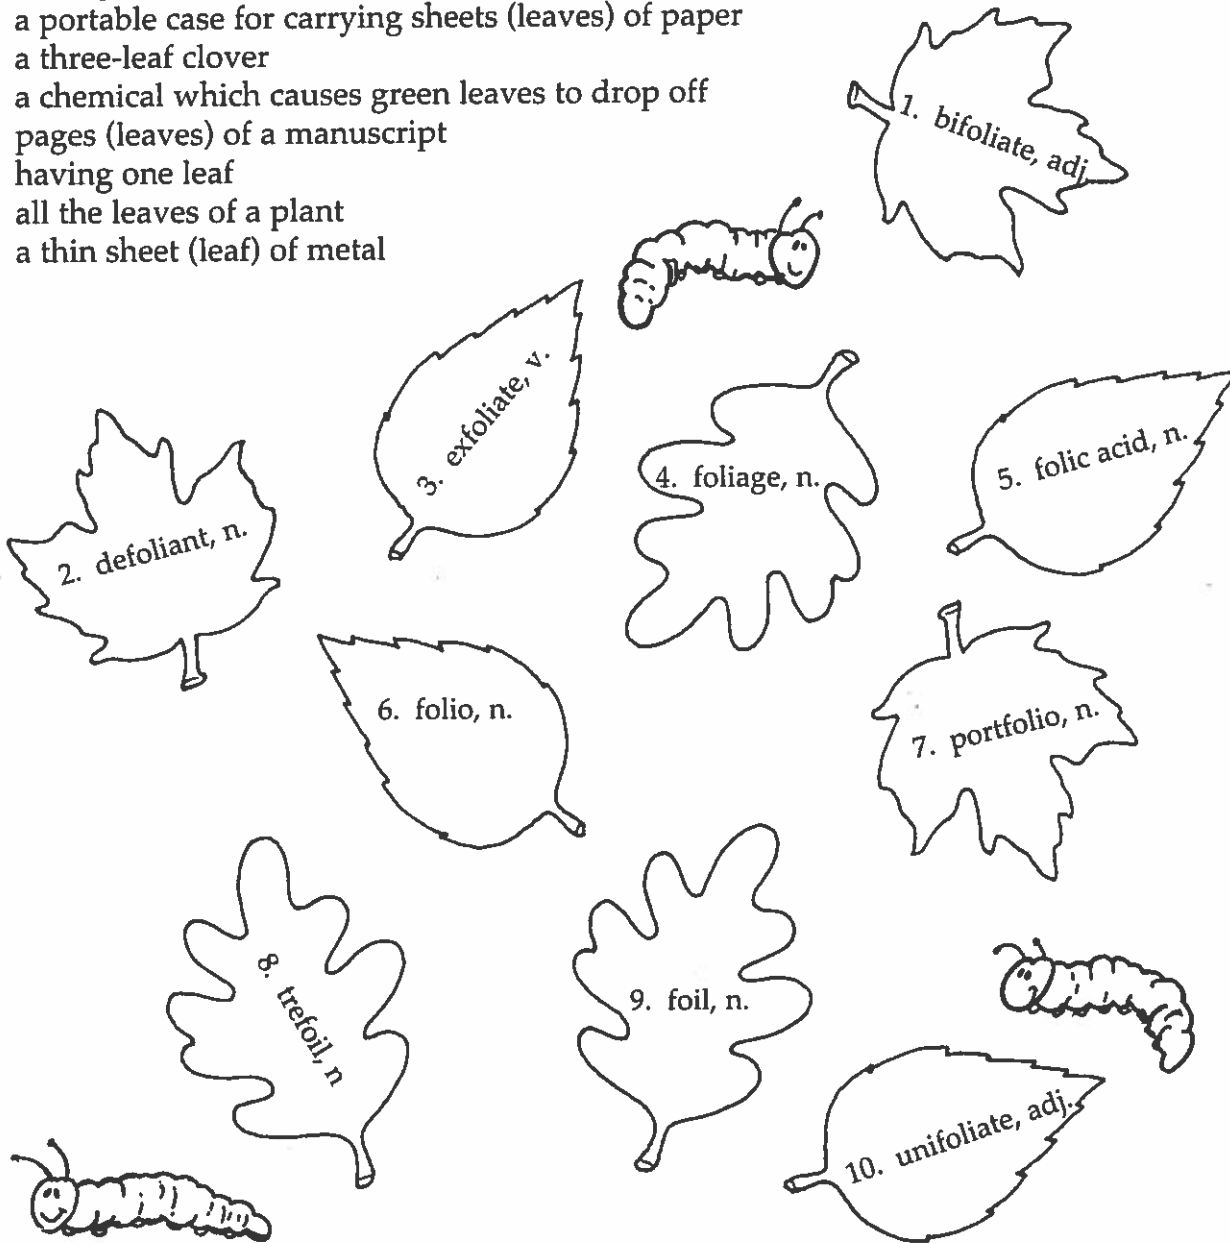 a portable case for carrying sheets (leaves) of paper
a three-leaf clover
a chemical which causes green leaves to drop off
pages (leaves) of a manuscript
having one leaf
all the leaves of a plant
a thin sheet (leaf) of metal
1. bifoliate, adj.
3. exfoliate, v.
4. foliage, n.
5. folic acid, n.
2. defoliant, n.
6. folio, n.
7. portfolio, n.
8. trefoil, n
9. foil, n.
10. unifoliate, adj.